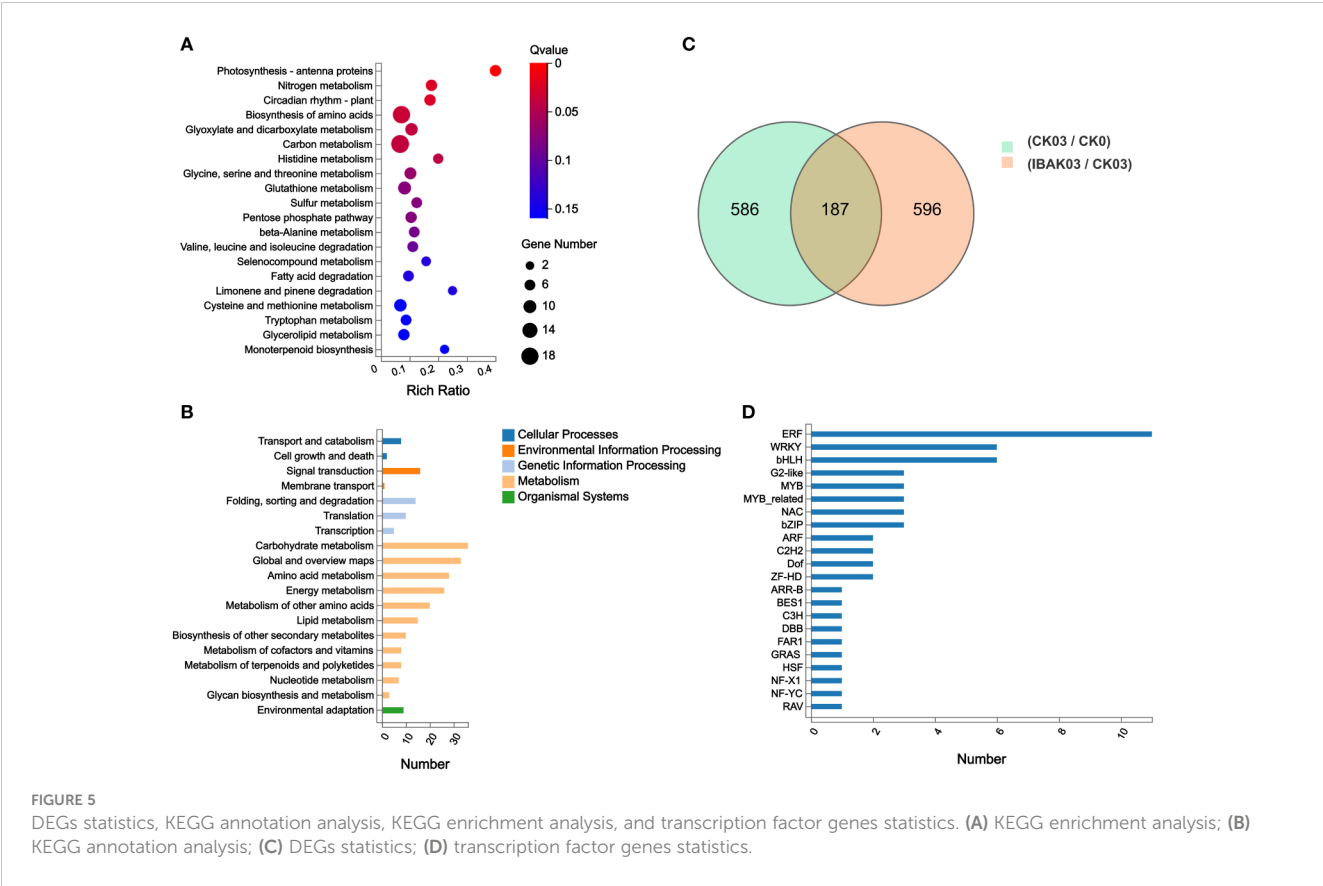 A
Qvalue
Photosynthesis - antenna proteins
Nitrogen metabolism
Circadian rhythm - plant
Biosynthesis of amino acids
Glyoxylate and dicarboxylate metabolism
Carbon metabolism
Histidine metabolism
Glycine, serine and threonine metabolism
Glutathione metabolism
Sulfur metabolism
Pentose phosphate pathway
beta-Alanine metabolism
Valine, leucine and isoleucine degradation
Selenocompound metabolism
Fatty acid degradation
Limonene and pinene degradation
Cysteine and methionine metabolism
Tryptophan metabolism
Glycerolipid metabolism
Monoterpenoid biosynthesis
0 0.1 0.2 0.3 0.4
Rich Ratio
0
0.05
0.1
0.15
Gene Number
2
6
10
14
18
C
586 187 596
(CK03 / CK0)
(IBAK03 / CK03)
B
Transport and catabolism
Cell growth and death
Signal transduction
Membrane transport
Folding, sorting and degradation
Translation
Transcription
Carbohydrate metabolism
Global and overview maps
Amino acid metabolism
Energy metabolism
Metabolism of other amino acids
Lipid metabolism
Biosynthesis of other secondary metabolites
Metabolism of cofactors and vitamins
Metabolism of terpenoids and polyketides
Nucleotide metabolism
Glycan biosynthesis and metabolism
Environmental adaptation
0 10 20 30
Number
Cellular Processes
Environmental Information Processing
Genetic Information Processing
Metabolism
Organismal Systems
D
ERF
WRKY
bHLH
G2-like
MYB
MYB_related
NAC
bZIP
ARF
C2H2
Dof
ZF-HD
ARR-B
BES1
C3H
DBB
FAR1
GRAS
HSF
NF-X1
NF-YC
RAV
0 2 4 6 8 10
Number
FIGURE 5
DEGs statistics, KEGG annotation analysis, KEGG enrichment analysis, and transcription factor genes statistics. (A) KEGG enrichment analysis; (B)
KEGG annotation analysis; (C) DEGs statistics; (D) transcription factor genes statistics.